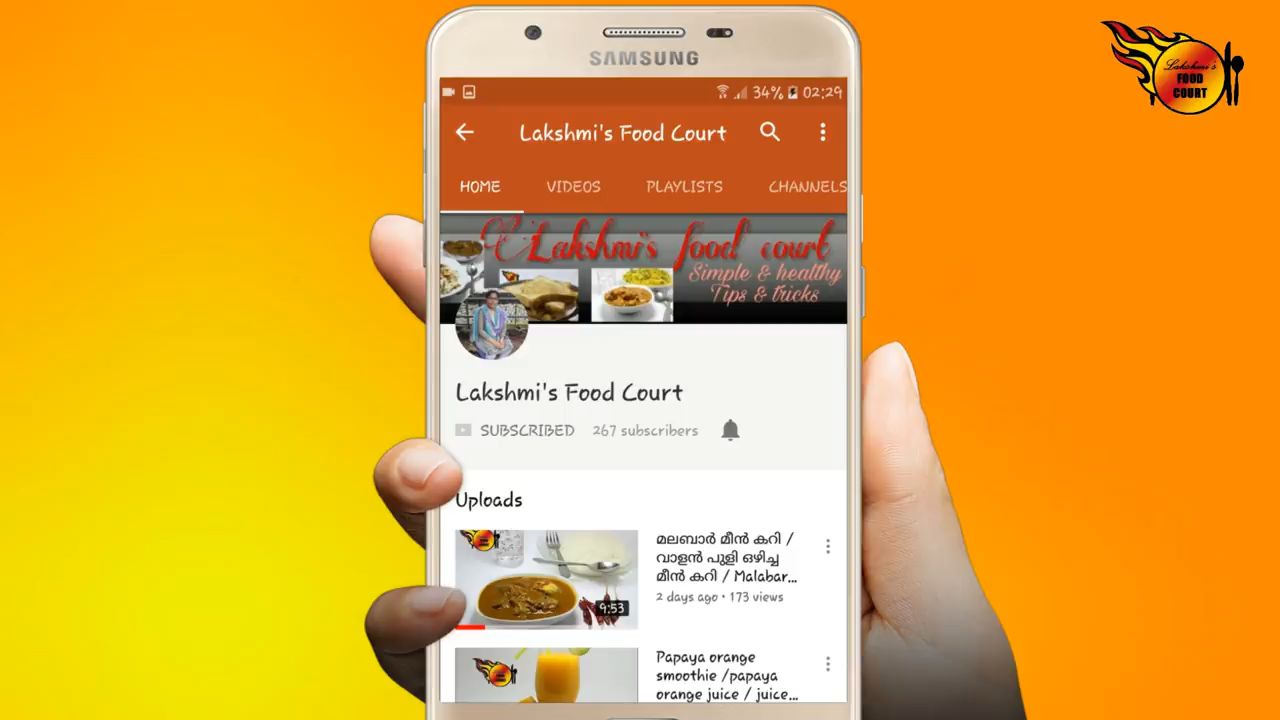 SAMSUNG
34% 02:29
Lakshmi's Food Court
HOME VIDEOS PLAYLISTS CHANNELS
Lakshmi's food court
Simple & healthy
Tips & tricks
Lakshmi's Food Court
SUBSCRIBED 267 subscribers
Uploads
മലബാർ മീൻ കറി /
വാളൻ പുളി ഒഴിച്ച
മീൻ കറി / Malabar...
2 days ago • 173 views
9:53
Papaya orange
smoothie /papaya
orange juice / juice...
Lakshmi's
FOOD
COURT